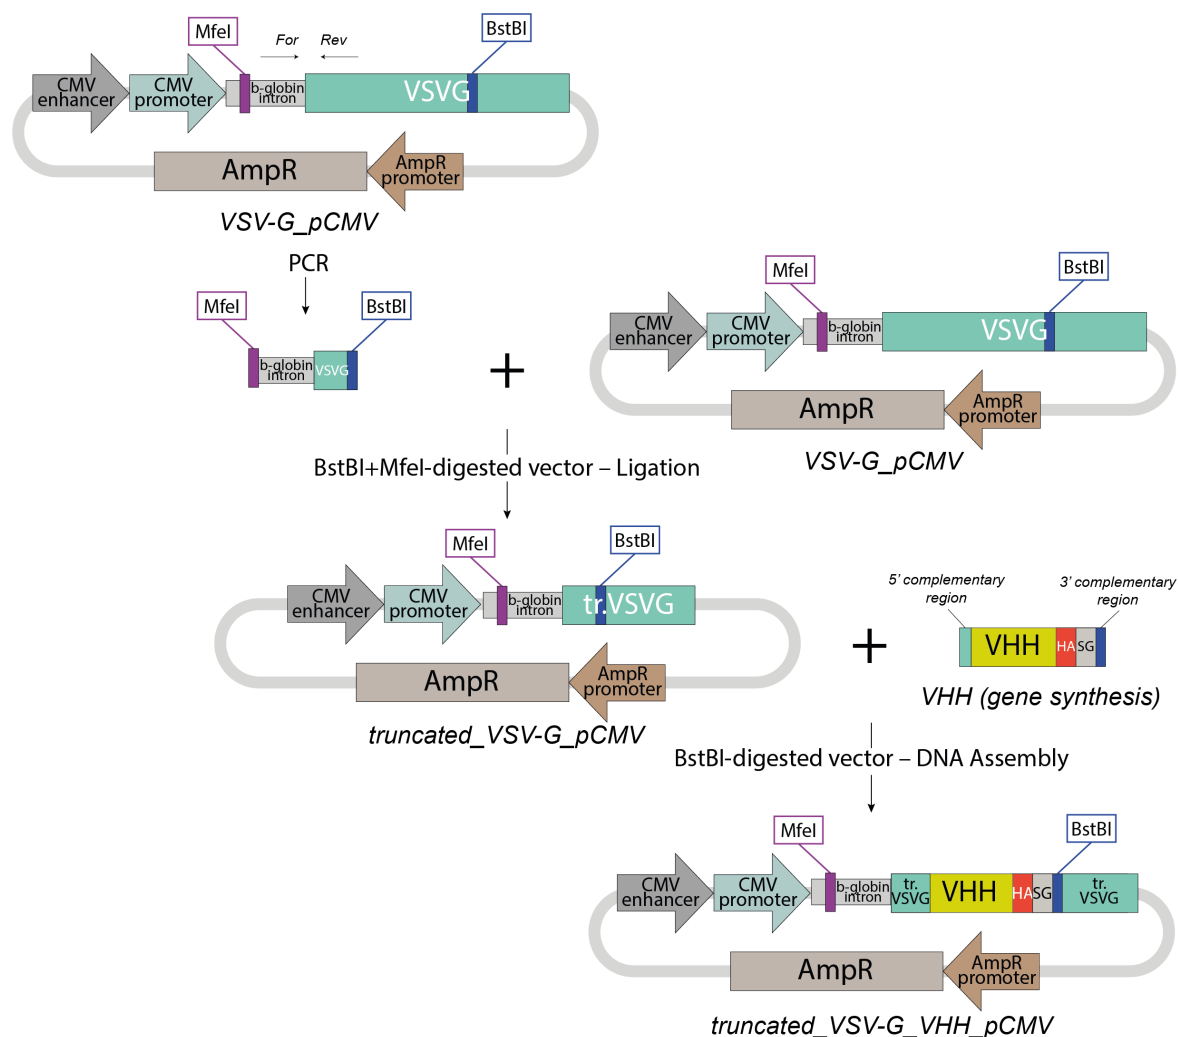 MfeI
For Rev
BstBI
CMV
enhancer
CMV
promoter
b-globin
intron
VSVG
AmpR
AmpR
promoter
VSV-G_pCMV
PCR
MfeI
BstBI
b-globin
intron
VSVG
+
MfeI
BstBI
CMV
enhancer
CMV
promoter
b-globin
intron
VSVG
AmpR
AmpR
promoter
VSV-G_pCMV
BstBI+MfeI-digested vector – Ligation
MfeI
BstBI
CMV
enhancer
CMV
promoter
b-globin
intron
tr.VSVG
AmpR
AmpR
promoter
truncated_VSV-G_pCMV
+
5' complementary
region
3' complementary
region
VHH
HA
SG
VHH (gene synthesis)
BstBI-digested vector – DNA Assembly
MfeI
BstBI
CMV
enhancer
CMV
promoter
b-globin
intron
tr.
VSVG
VHH
HA
SG
tr.
VSVG
AmpR
AmpR
promoter
truncated_VSV-G_VHH_pCMV